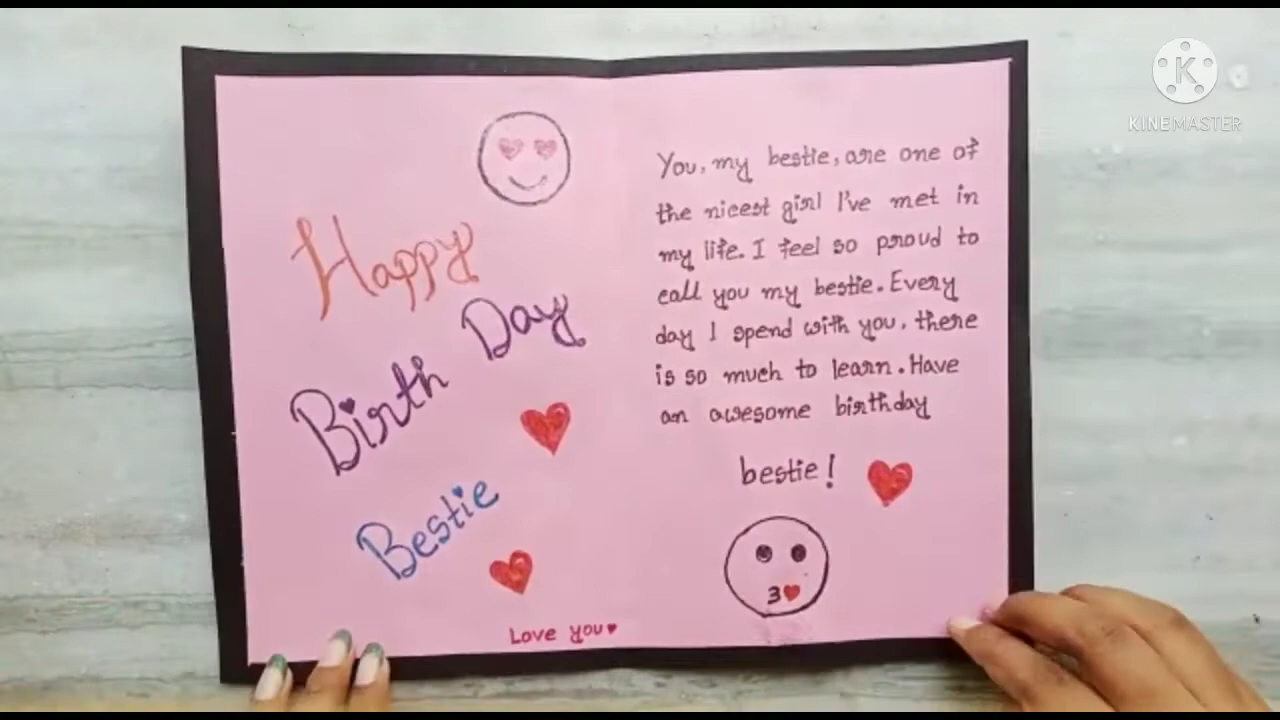 Happy
Birth Day
Bestie
Love you
You, my bestie, are one of
the nicest girl I've met in
my life. I feel so proud to
call you my bestie. Every
day I spend with you, there
is so much to learn. Have
an awesome birthday
bestie!
3
K
KINEMASTER